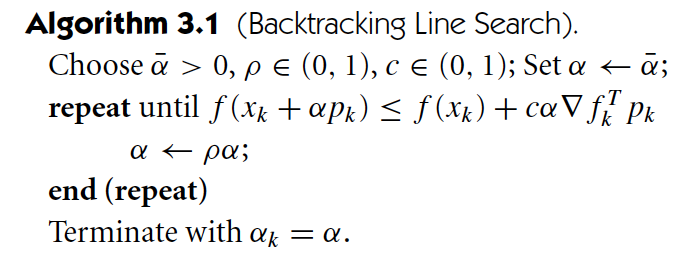 Algorithm 3.1 (Backtracking Line Search).
Choose ᾱ > 0, ρ ∈ (0, 1), c ∈ (0, 1); Set α ← ᾱ;
repeat until f(xₖ + αpₖ) ≤ f(xₖ) + cα∇fₖᵀ pₖ
α ← ρα;
end (repeat)
Terminate with αₖ = α.